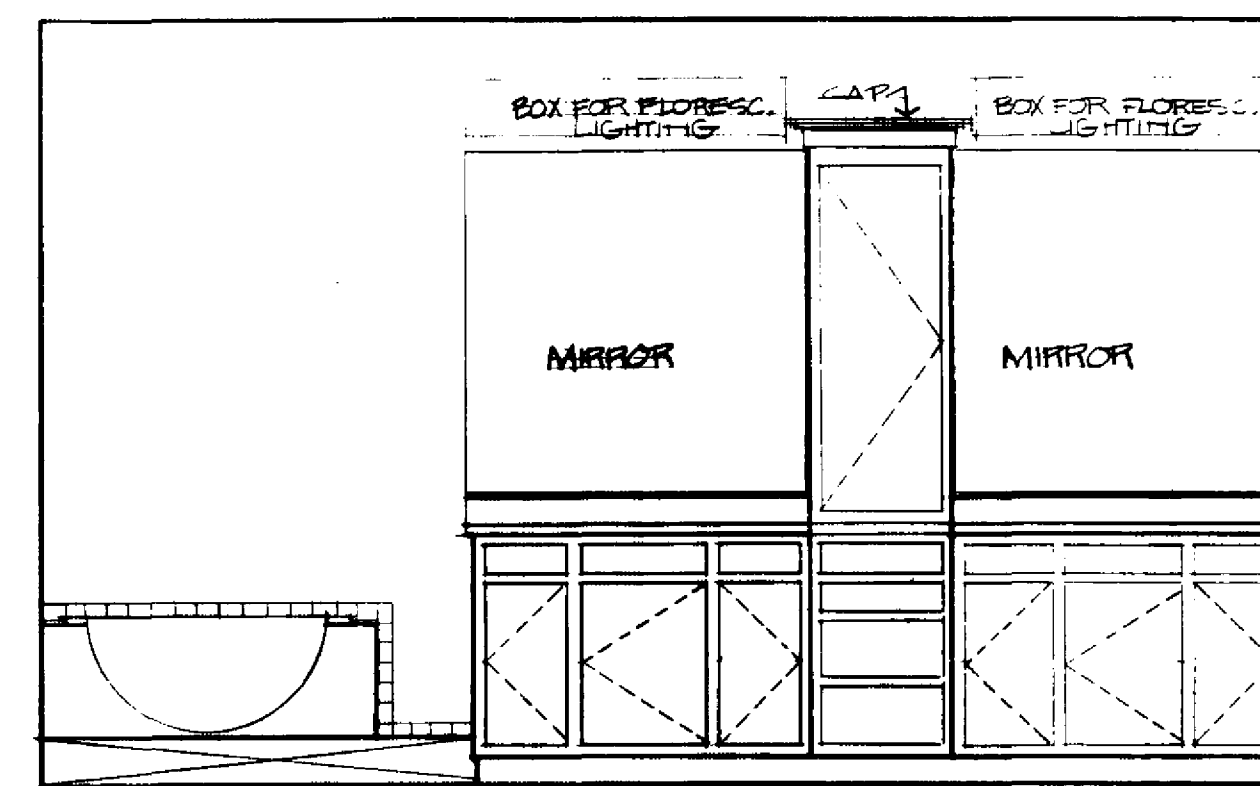 BOX FOR FLORESC.
LIGHTING
CAP
BOX FOR FLORESC.
LIGHTING
MIRROR
MIRROR